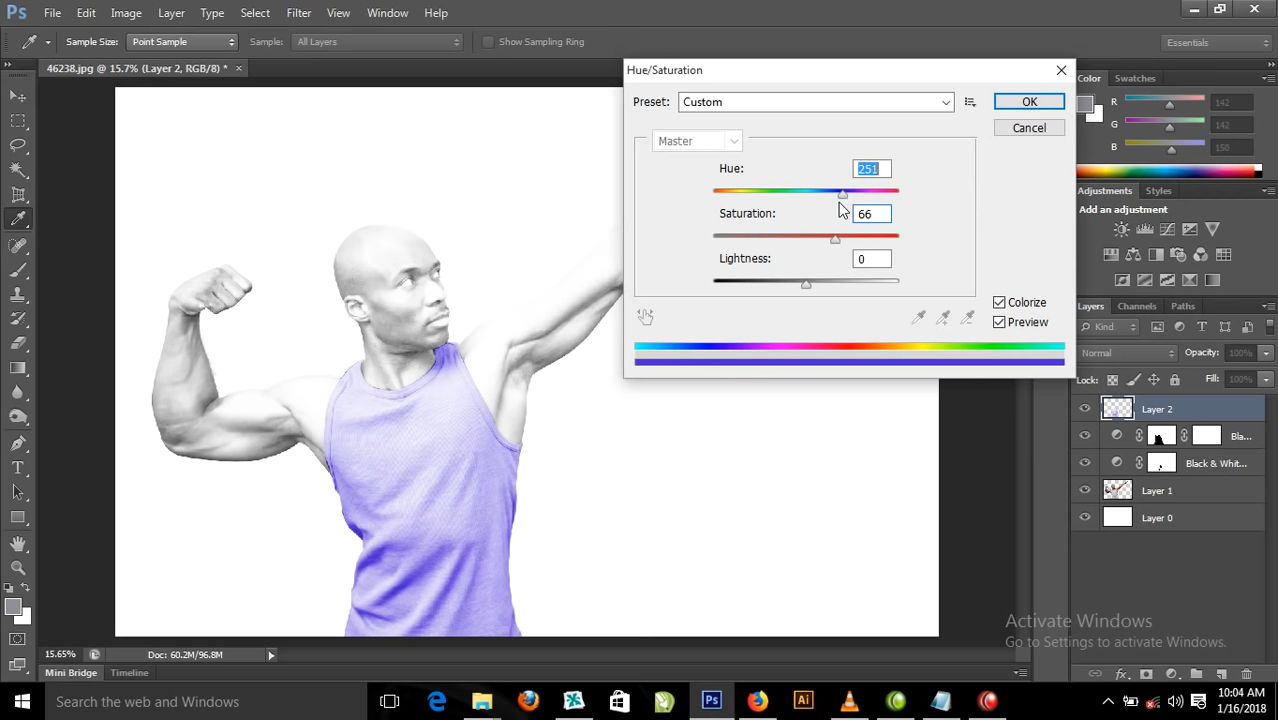 Ps File Edit Image Layer Type Select Filter View Window Help
Sample Size: Point Sample Sample: All Layers Show Sampling Ring Essentials
46238.jpg @ 15.7% (Layer 2, RGB/8) * ×
Hue/Saturation
Preset: Custom OK
Cancel
Master
Hue: 251
Saturation: 66
Lightness: 0
Colorize
Preview
Color Swatches
R 142
G 142
B 150
Adjustments Styles
Add an adjustment
Layers Channels Paths
Kind
Normal Opacity: 100%
Lock: Fill: 100%
Layer 2
Bla...
Black & Whit...
Layer 1
Layer 0
Activate Windows
Go to Settings to activate Windows.
15.65% Doc: 60.2M/96.8M
Mini Bridge Timeline
Search the web and Windows
Ps Ai
10:04 AM
1/16/2018